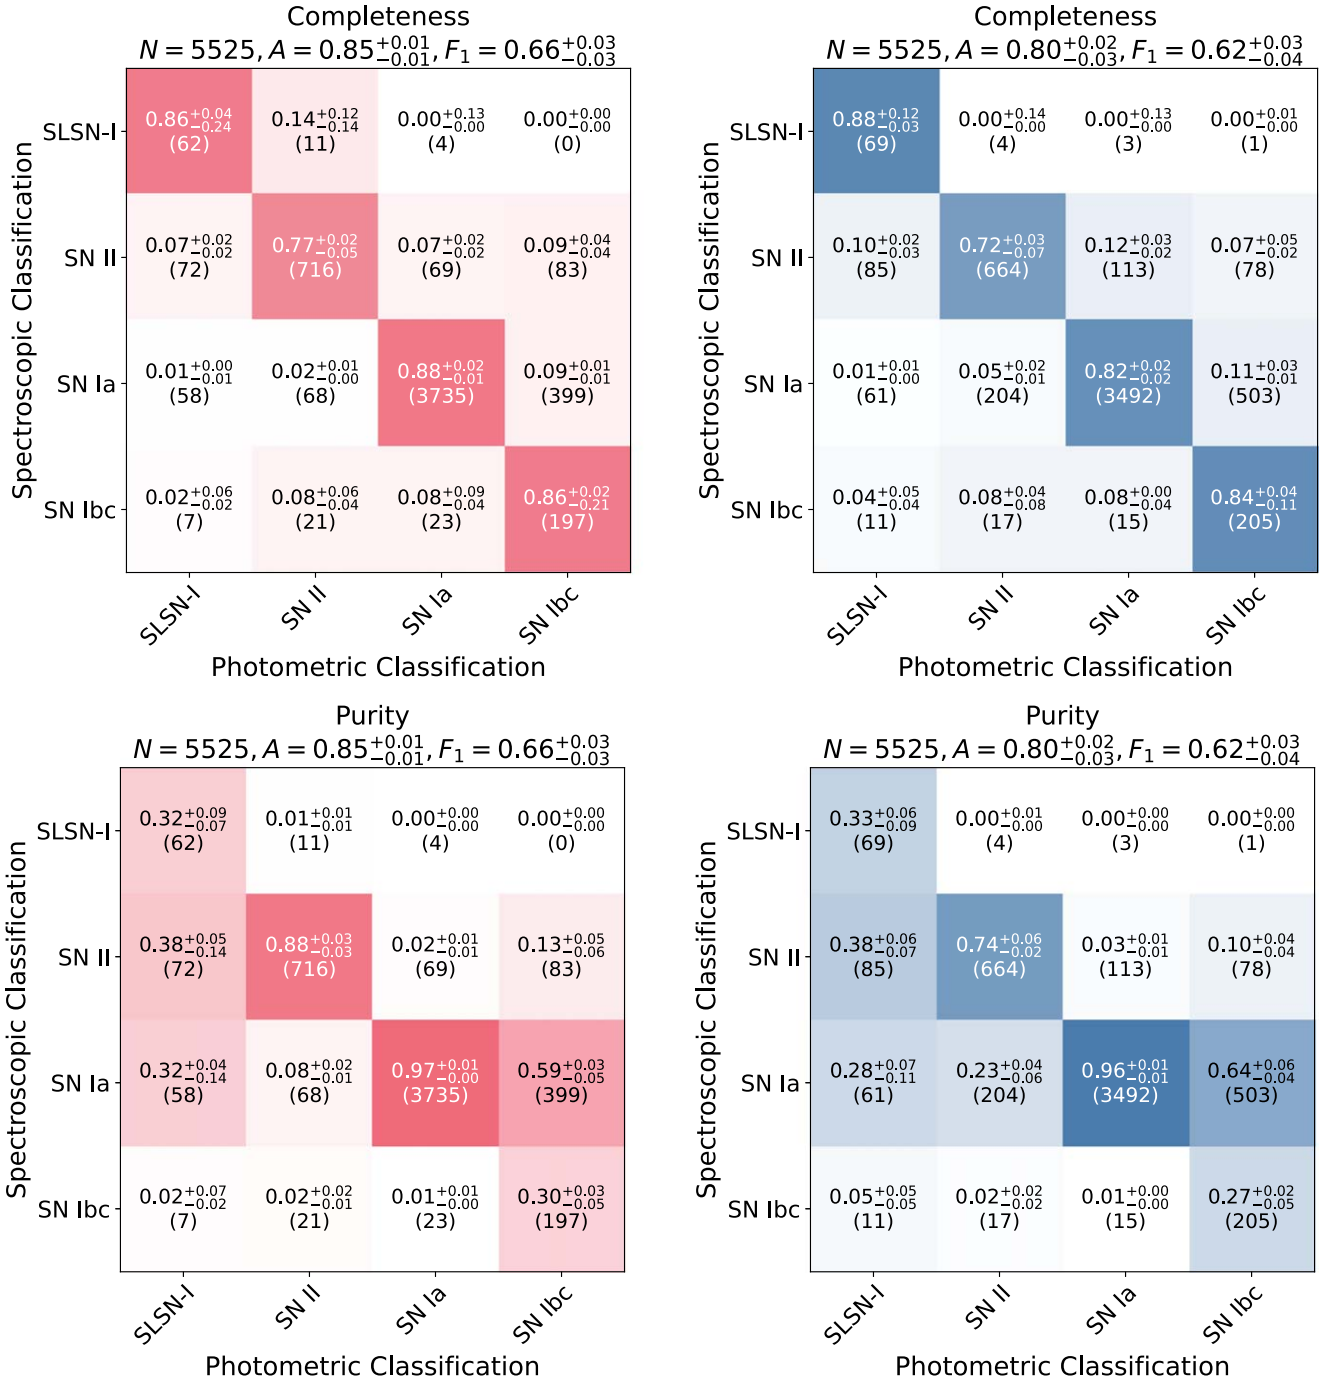 Completeness
N = 5525, A = 0.85^{+0.01}_{-0.01}, F_1 = 0.66^{+0.03}_{-0.03}
Spectroscopic Classification
SLSN-I 0.86^{+0.04}_{-0.24} 0.14^{+0.12}_{-0.14} 0.00^{+0.13}_{-0.00} 0.00^{+0.00}_{-0.00}
(62) (11) (4) (0)
SN II 0.07^{+0.02}_{-0.02} 0.77^{+0.02}_{-0.05} 0.07^{+0.02}_{-0.02} 0.09^{+0.04}_{-0.04}
(72) (716) (69) (83)
SN Ia 0.01^{+0.00}_{-0.01} 0.02^{+0.01}_{-0.00} 0.88^{+0.02}_{-0.01} 0.09^{+0.01}_{-0.01}
(58) (68) (3735) (399)
SN Ibc 0.02^{+0.06}_{-0.02} 0.08^{+0.06}_{-0.04} 0.08^{+0.09}_{-0.04} 0.86^{+0.02}_{-0.21}
(7) (21) (23) (197)
SLSN-I SN II SN Ia SN Ibc
Photometric Classification
Completeness
N = 5525, A = 0.80^{+0.02}_{-0.03}, F_1 = 0.62^{+0.03}_{-0.04}
Spectroscopic Classification
SLSN-I 0.88^{+0.12}_{-0.03} 0.00^{+0.14}_{-0.00} 0.00^{+0.13}_{-0.00} 0.00^{+0.01}_{-0.00}
(69) (4) (3) (1)
SN II 0.10^{+0.02}_{-0.03} 0.72^{+0.03}_{-0.07} 0.12^{+0.03}_{-0.02} 0.07^{+0.05}_{-0.02}
(85) (664) (113) (78)
SN Ia 0.01^{+0.01}_{-0.00} 0.05^{+0.02}_{-0.01} 0.82^{+0.02}_{-0.02} 0.11^{+0.03}_{-0.01}
(61) (204) (3492) (503)
SN Ibc 0.04^{+0.05}_{-0.04} 0.08^{+0.04}_{-0.08} 0.08^{+0.00}_{-0.04} 0.84^{+0.04}_{-0.11}
(11) (17) (15) (205)
SLSN-I SN II SN Ia SN Ibc
Photometric Classification
Purity
N = 5525, A = 0.85^{+0.01}_{-0.01}, F_1 = 0.66^{+0.03}_{-0.03}
Spectroscopic Classification
SLSN-I 0.32^{+0.09}_{-0.07} 0.01^{+0.01}_{-0.01} 0.00^{+0.00}_{-0.00} 0.00^{+0.00}_{-0.00}
(62) (11) (4) (0)
SN II 0.38^{+0.05}_{-0.14} 0.88^{+0.03}_{-0.03} 0.02^{+0.01}_{-0.01} 0.13^{+0.05}_{-0.06}
(72) (716) (69) (83)
SN Ia 0.32^{+0.04}_{-0.14} 0.08^{+0.02}_{-0.01} 0.97^{+0.01}_{-0.00} 0.59^{+0.03}_{-0.05}
(58) (68) (3735) (399)
SN Ibc 0.02^{+0.07}_{-0.02} 0.02^{+0.02}_{-0.01} 0.01^{+0.01}_{-0.00} 0.30^{+0.03}_{-0.05}
(7) (21) (23) (197)
SLSN-I SN II SN Ia SN Ibc
Photometric Classification
Purity
N = 5525, A = 0.80^{+0.02}_{-0.03}, F_1 = 0.62^{+0.03}_{-0.04}
Spectroscopic Classification
SLSN-I 0.33^{+0.06}_{-0.09} 0.00^{+0.01}_{-0.00} 0.00^{+0.00}_{-0.00} 0.00^{+0.00}_{-0.00}
(69) (4) (3) (1)
SN II 0.38^{+0.06}_{-0.07} 0.74^{+0.06}_{-0.02} 0.03^{+0.01}_{-0.01} 0.10^{+0.04}_{-0.04}
(85) (664) (113) (78)
SN Ia 0.28^{+0.07}_{-0.11} 0.23^{+0.04}_{-0.06} 0.96^{+0.01}_{-0.01} 0.64^{+0.06}_{-0.04}
(61) (204) (3492) (503)
SN Ibc 0.05^{+0.05}_{-0.05} 0.02^{+0.02}_{-0.02} 0.01^{+0.00}_{-0.00} 0.27^{+0.02}_{-0.05}
(11) (17) (15) (205)
SLSN-I SN II SN Ia SN Ibc
Photometric Classification